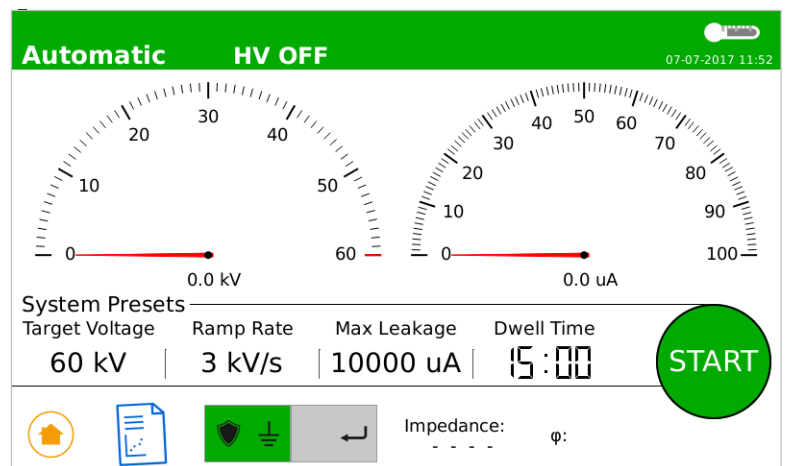 Automatic HV OFF
07-07-2017 11:52
0 10 20 30 40 50 60
0.0 kV
0 10 20 30 40 50 60 70 80 90 100
0.0 uA
System Presets
Target Voltage Ramp Rate Max Leakage Dwell Time
60 kV 3 kV/s 10000 uA 15:00
START
Impedance: φ:
- - - -